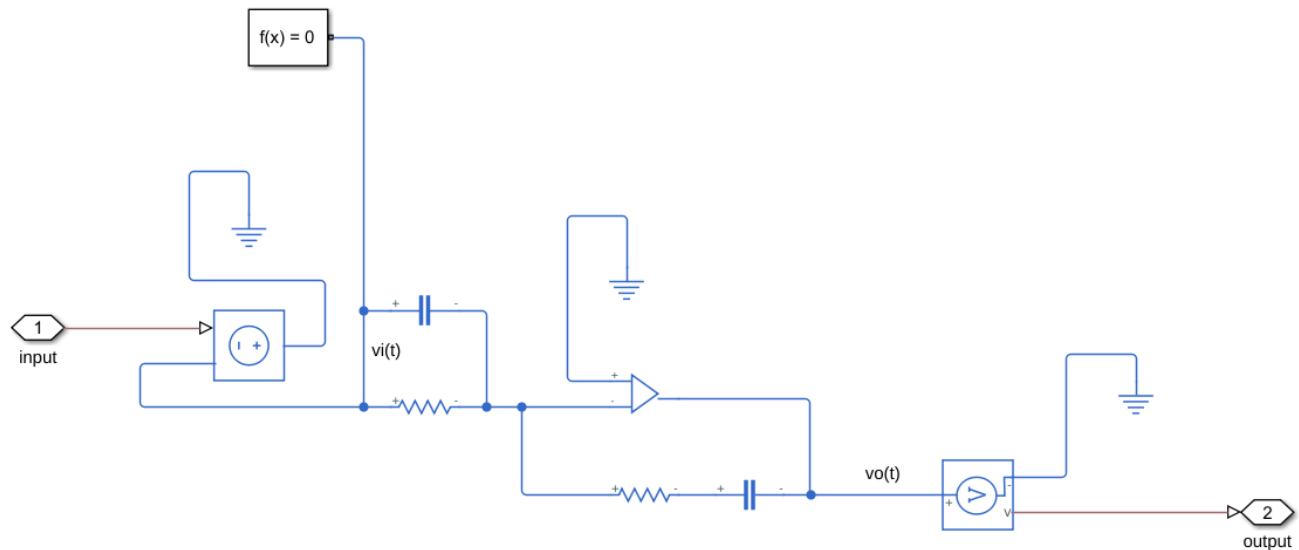 f(x) = 0
1
input
- +
+ -
vi(t)
+ -
+
-
+ - + -
vo(t)
+
-
V
V
2
output